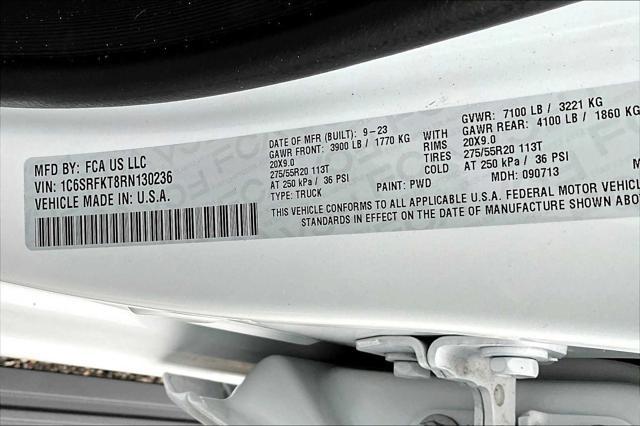 MFD BY: FCA US LLC
VIN: 1C6SRFKT8RN130236
VEHICLE MADE IN: U.S.A.
DATE OF MFR (BUILT): 9-23
GAWR FRONT: 3900 LB / 1770 KG
20X9.0
275/55R20 113T
AT 250 kPa / 36 PSI
TYPE: TRUCK
PAINT: PWD
WITH
RIMS
TIRES
COLD
GVWR: 7100 LB / 3221 KG
GAWR REAR: 4100 LB / 1860 KG
20X9.0
275/55R20 113T
AT 250 kPa / 36 PSI
MDH: 090713
THIS VEHICLE CONFORMS TO ALL APPLICABLE U.S.A. FEDERAL MOTOR VEHICL
STANDARDS IN EFFECT ON THE DATE OF MANUFACTURE SHOWN ABO